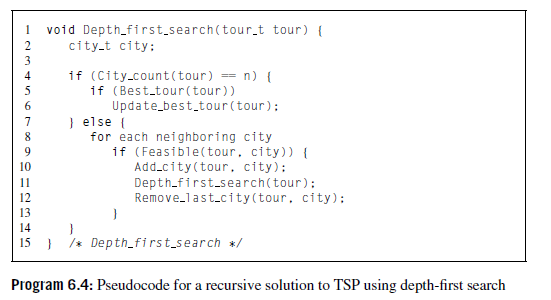 1 void Depth_first_search(tour_t tour) {
2 city_t city;
3
4 if (City_count(tour) == n) {
5 if (Best_tour(tour))
6 Update_best_tour(tour);
7 } else {
8 for each neighboring city
9 if (Feasible(tour, city)) {
10 Add_city(tour, city);
11 Depth_first_search(tour);
12 Remove_last_city(tour, city);
13 }
14 }
15 } /* Depth_first_search */
Program 6.4: Pseudocode for a recursive solution to TSP using depth-first search